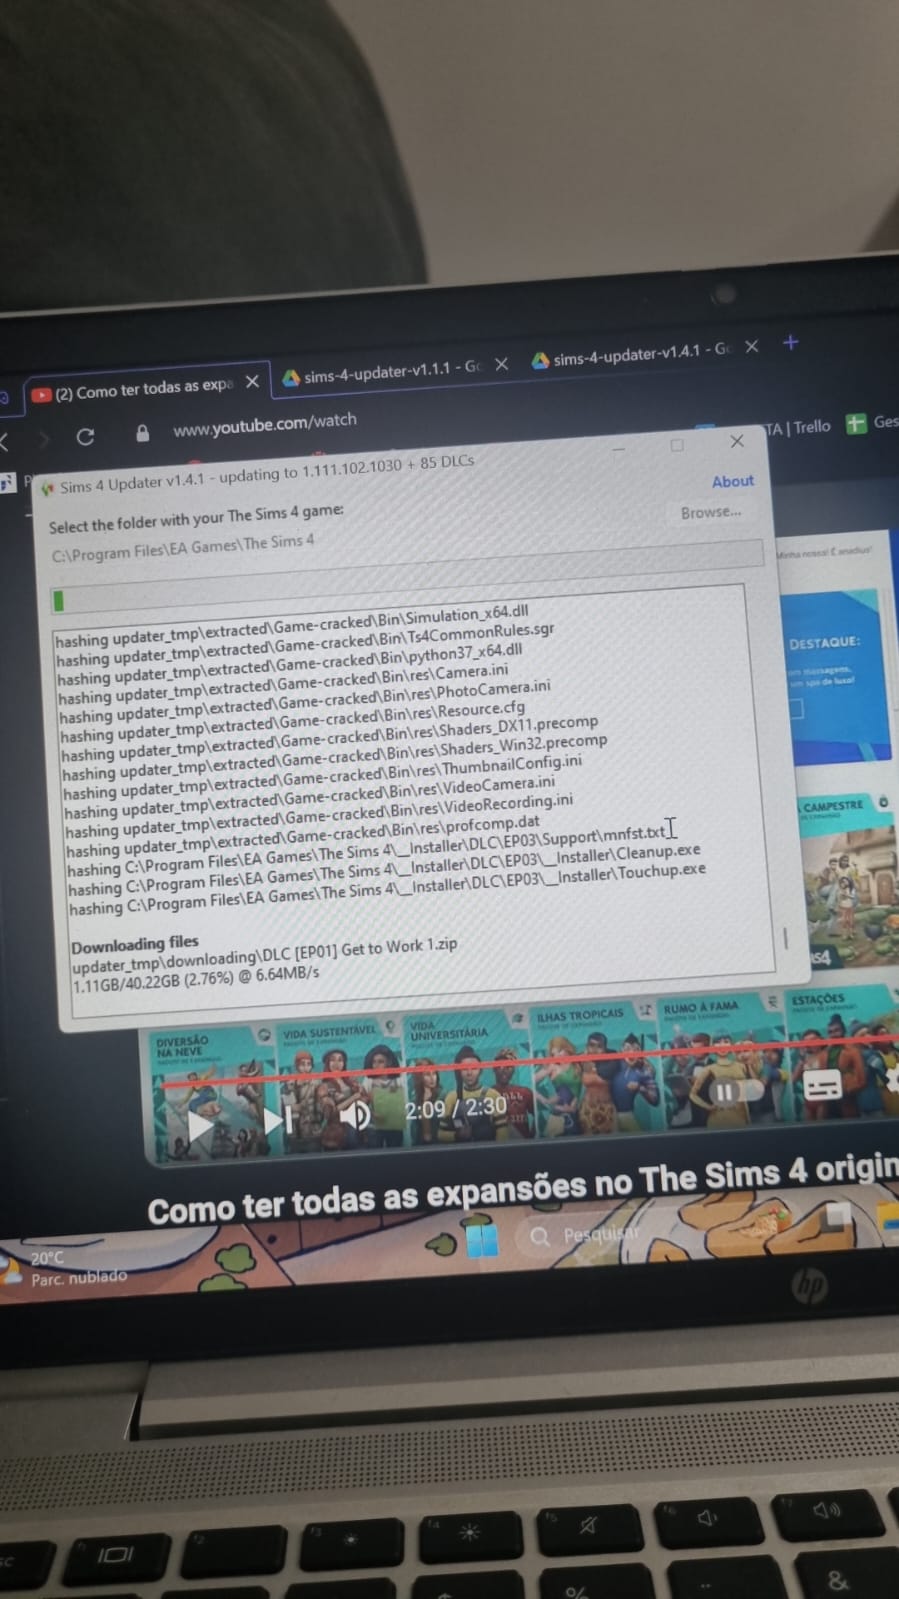 (2) Como ter todas as expa
sims-4-updater-v1.1.1 - Go
sims-4-updater-v1.4.1 - Go
www.youtube.com/watch
TA | Trello
Ges
Sims 4 Updater v1.4.1 - updating to 1.111.102.1030 + 85 DLCs
About
Select the folder with your The Sims 4 game:
C:\Program Files\EA Games\The Sims 4
Browse...
hashing updater_tmp\extracted\Game-cracked\Bin\Simulation_x64.dll
hashing updater_tmp\extracted\Game-cracked\Bin\Ts4CommonRules.sgr
hashing updater_tmp\extracted\Game-cracked\Bin\python37_x64.dll
hashing updater_tmp\extracted\Game-cracked\Bin\res\Camera.ini
hashing updater_tmp\extracted\Game-cracked\Bin\res\PhotoCamera.ini
hashing updater_tmp\extracted\Game-cracked\Bin\res\Resource.cfg
hashing updater_tmp\extracted\Game-cracked\Bin\res\Shaders_DX11.precomp
hashing updater_tmp\extracted\Game-cracked\Bin\res\Shaders_Win32.precomp
hashing updater_tmp\extracted\Game-cracked\Bin\res\ThumbnailConfig.ini
hashing updater_tmp\extracted\Game-cracked\Bin\res\VideoCamera.ini
hashing updater_tmp\extracted\Game-cracked\Bin\res\VideoRecording.ini
hashing updater_tmp\extracted\Game-cracked\Bin\res\profcomp.dat
hashing C:\Program Files\EA Games\The Sims 4\__Installer\DLC\EP03\Support\mnfst.txt
hashing C:\Program Files\EA Games\The Sims 4\__Installer\DLC\EP03\__Installer\Cleanup.exe
hashing C:\Program Files\EA Games\The Sims 4\__Installer\DLC\EP03\__Installer\Touchup.exe
Downloading files
updater_tmp\downloading\DLC [EP01] Get to Work 1.zip
1.11GB/40.22GB (2.76%) @ 6.64MB/s
DESTAQUE:
CAMPESTRE
DIVERSÃO
NA NEVE
VIDA SUSTENTÁVEL
VIDA
UNIVERSITÁRIA
ILHAS TROPICAIS
RUMO À FAMA
ESTAÇÕES
2:09 / 2:30
Como ter todas as expansões no The Sims 4 origin
20°C
Parc. nublado
Pesquisar
hp
&
%